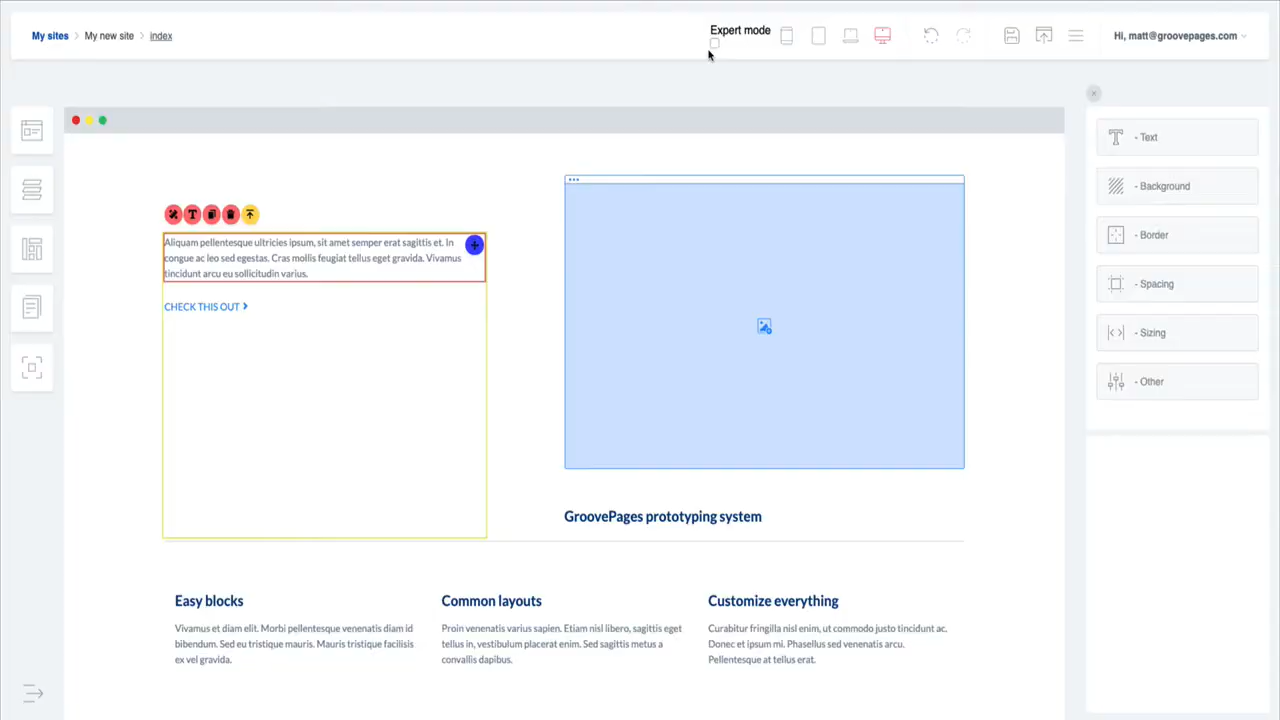 My sites > My new site > index
Expert mode
Hi, matt@groovepages.com
- Text
- Background
- Border
- Spacing
- Sizing
- Other
Aliquam pellentesque ultricies ipsum, sit amet semper erat sagittis et. In
congue ac leo sed egestas. Cras mollis feugiat tellus eget gravida. Vivamus
tincidunt arcu eu sollicitudin varius.
CHECK THIS OUT >
GroovePages prototyping system
Easy blocks
Vivamus et diam elit. Morbi pellentesque venenatis diam id
bibendum. Sed eu tristique mauris. Mauris tristique facilisis
ex vel gravida.
Common layouts
Proin venenatis varius sapien. Etiam nisl libero, sagittis eget
tellus in, vestibulum placerat enim. Sed sagittis metus a
convallis dapibus.
Customize everything
Curabitur fringilla nisl enim, ut commodo justo tincidunt ac.
Donec et ipsum mi. Phasellus sed venenatis arcu.
Pellentesque at tellus erat.